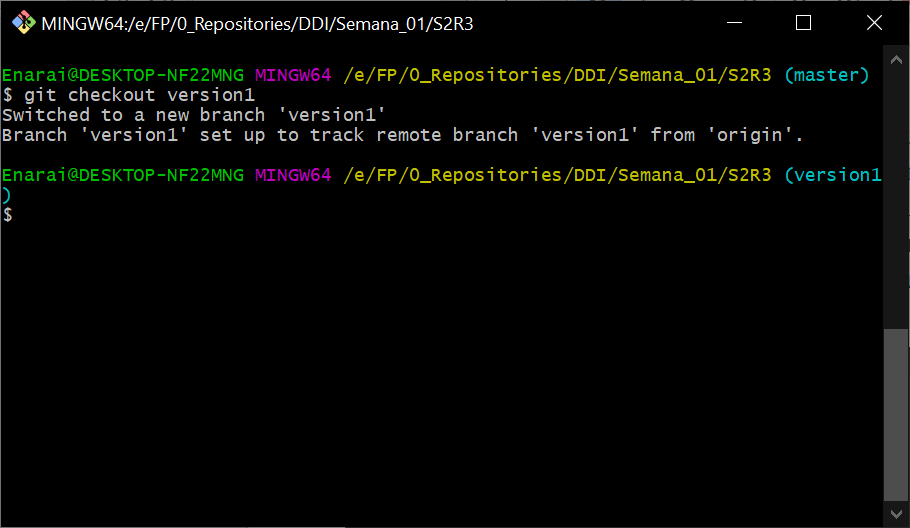 MINGW64:/e/FP/0_Repositories/DDI/Semana_01/S2R3
Enarai@DESKTOP-NF22MNG MINGW64 /e/FP/0_Repositories/DDI/Semana_01/S2R3 (master)
$ git checkout version1
Switched to a new branch 'version1'
Branch 'version1' set up to track remote branch 'version1' from 'origin'.
Enarai@DESKTOP-NF22MNG MINGW64 /e/FP/0_Repositories/DDI/Semana_01/S2R3 (version1
)
$